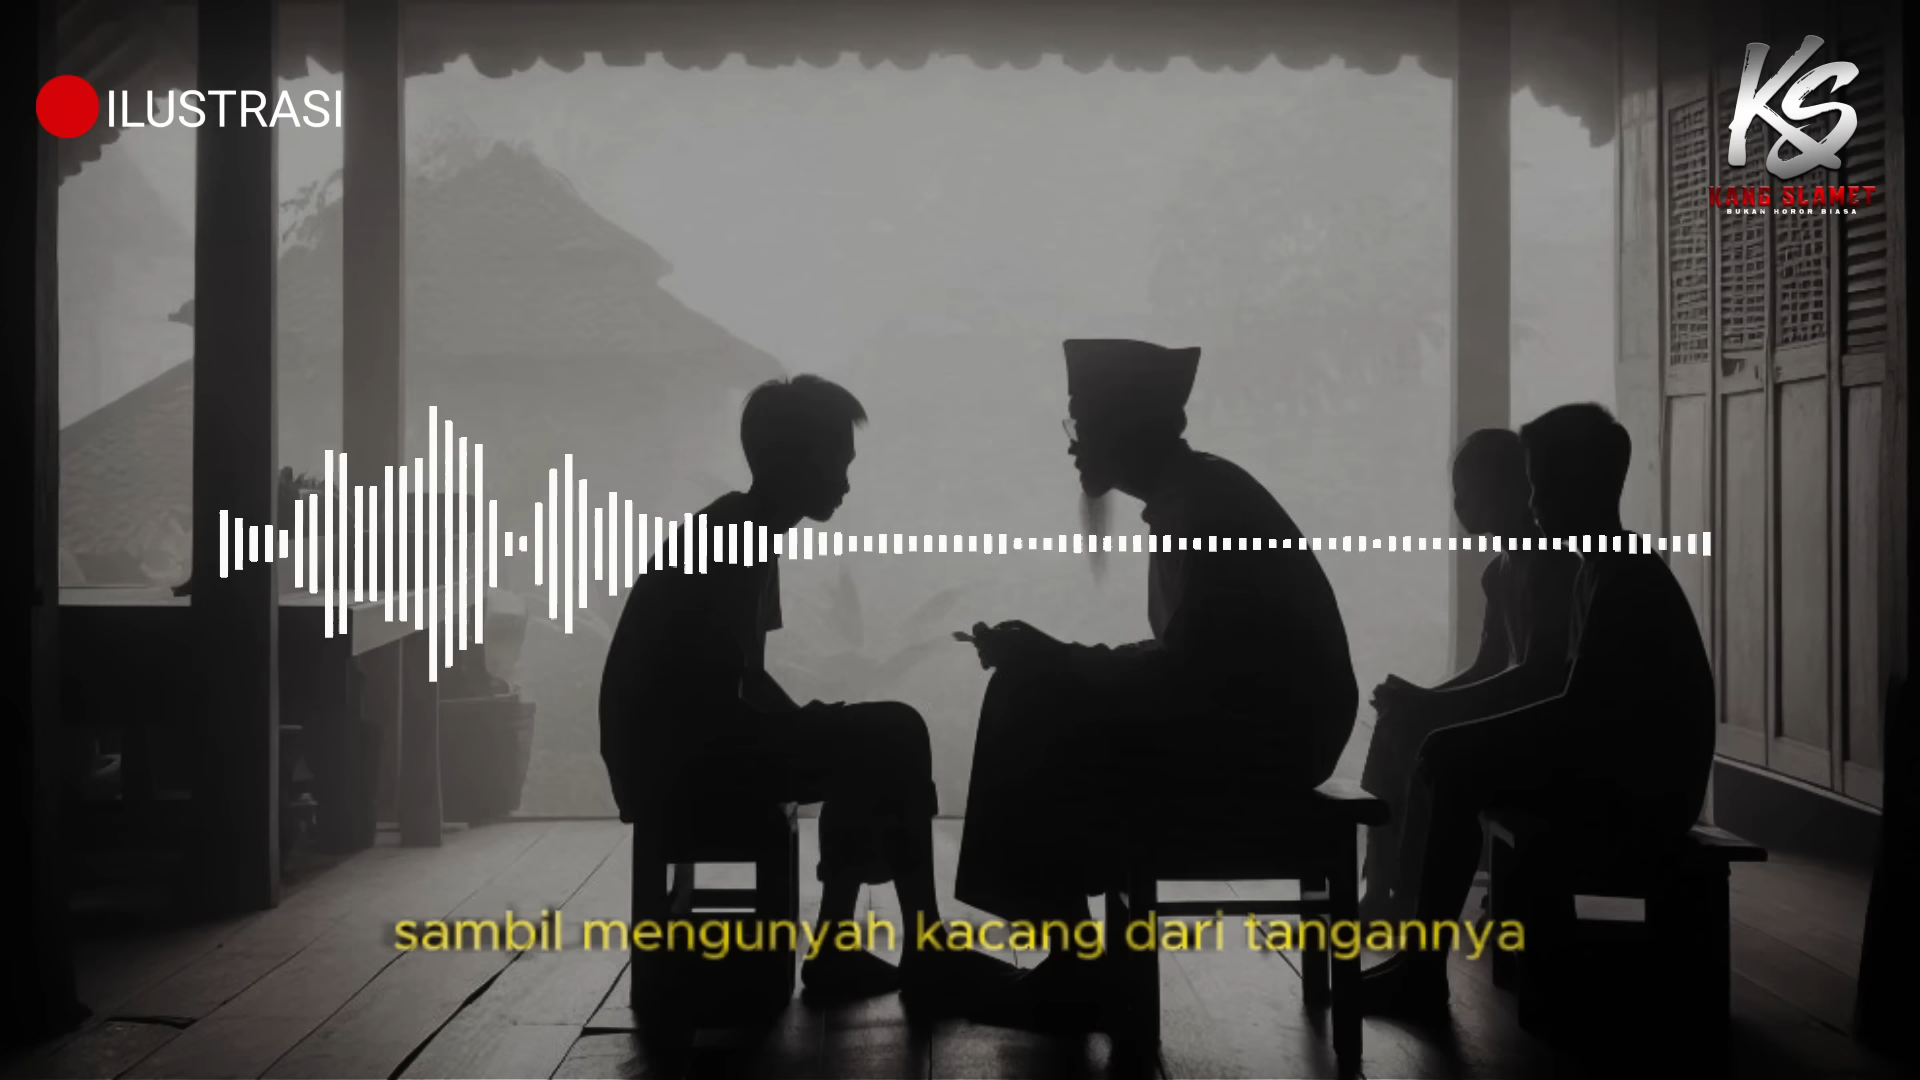 ILUSTRASI
KS
KANG SLAMET
BUKAN HOROR BIASA
sambil mengunyah kacang dari tangannya